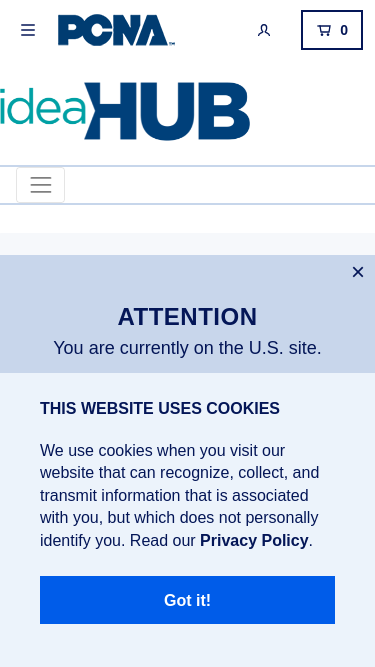 PCNA
0
ideaHUB
ATTENTION
You are currently on the U.S. site.
THIS WEBSITE USES COOKIES
We use cookies when you visit our
website that can recognize, collect, and
transmit information that is associated
with you, but which does not personally
identify you. Read our Privacy Policy.
Got it!